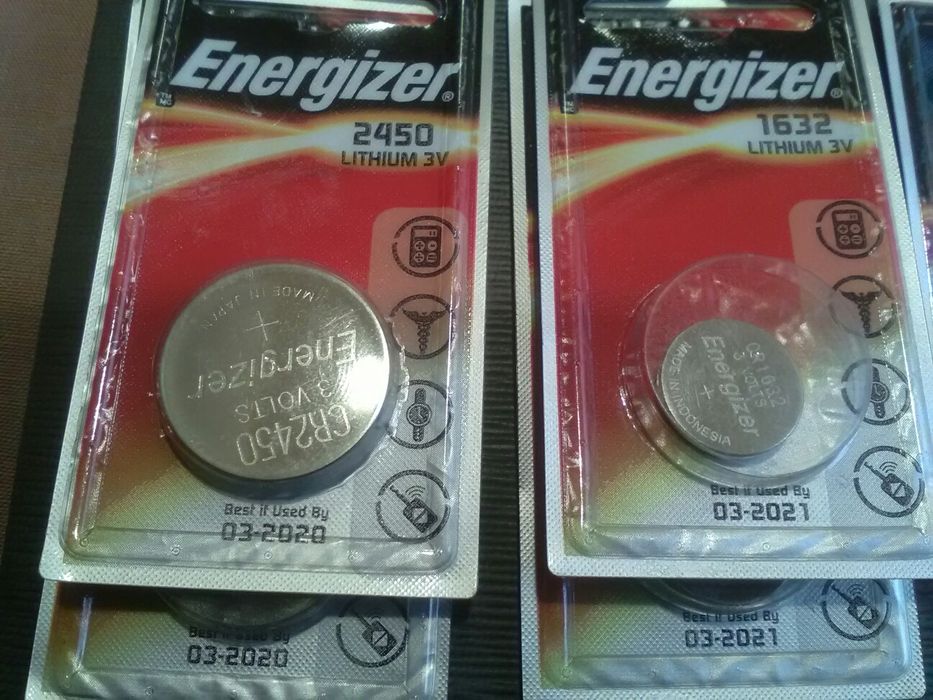 Energizer®
2450
LITHIUM 3V
MADE IN JAPAN
+
Energizer
3 VOLTS
CR2450
Best if Used By
03-2020
Best if Used By
03-2020
Energizer®
1632
LITHIUM 3V
CR1632
3 VOLTS
Energizer
+
MADE IN INDONESIA
Best if Used By
03-2021
Best if Used By
03-2021